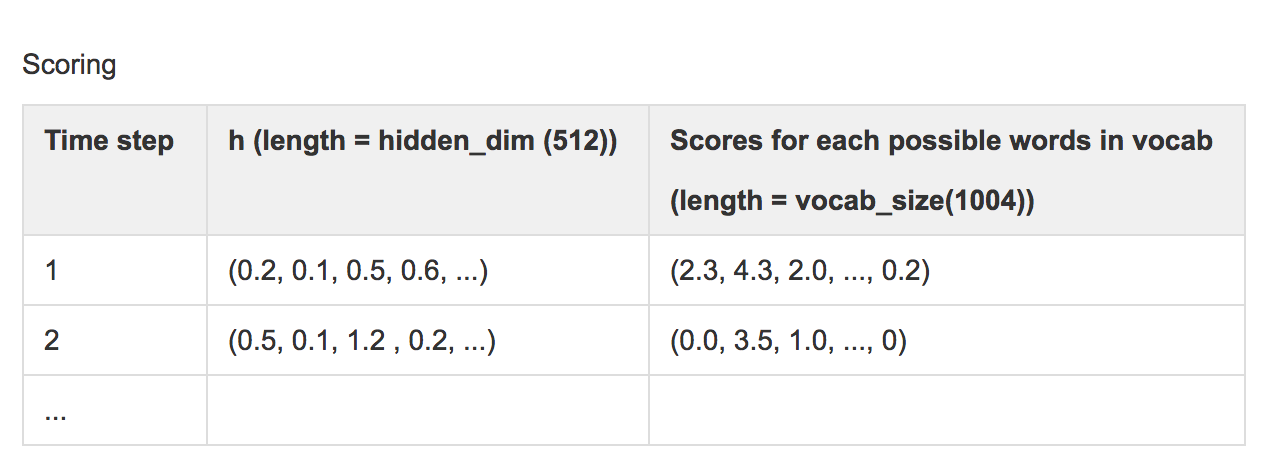 Scoring
Time step h (length = hidden_dim (512)) Scores for each possible words in vocab
(length = vocab_size(1004))
1 (0.2, 0.1, 0.5, 0.6, ...) (2.3, 4.3, 2.0, ..., 0.2)
2 (0.5, 0.1, 1.2 , 0.2, ...) (0.0, 3.5, 1.0, ..., 0)
...